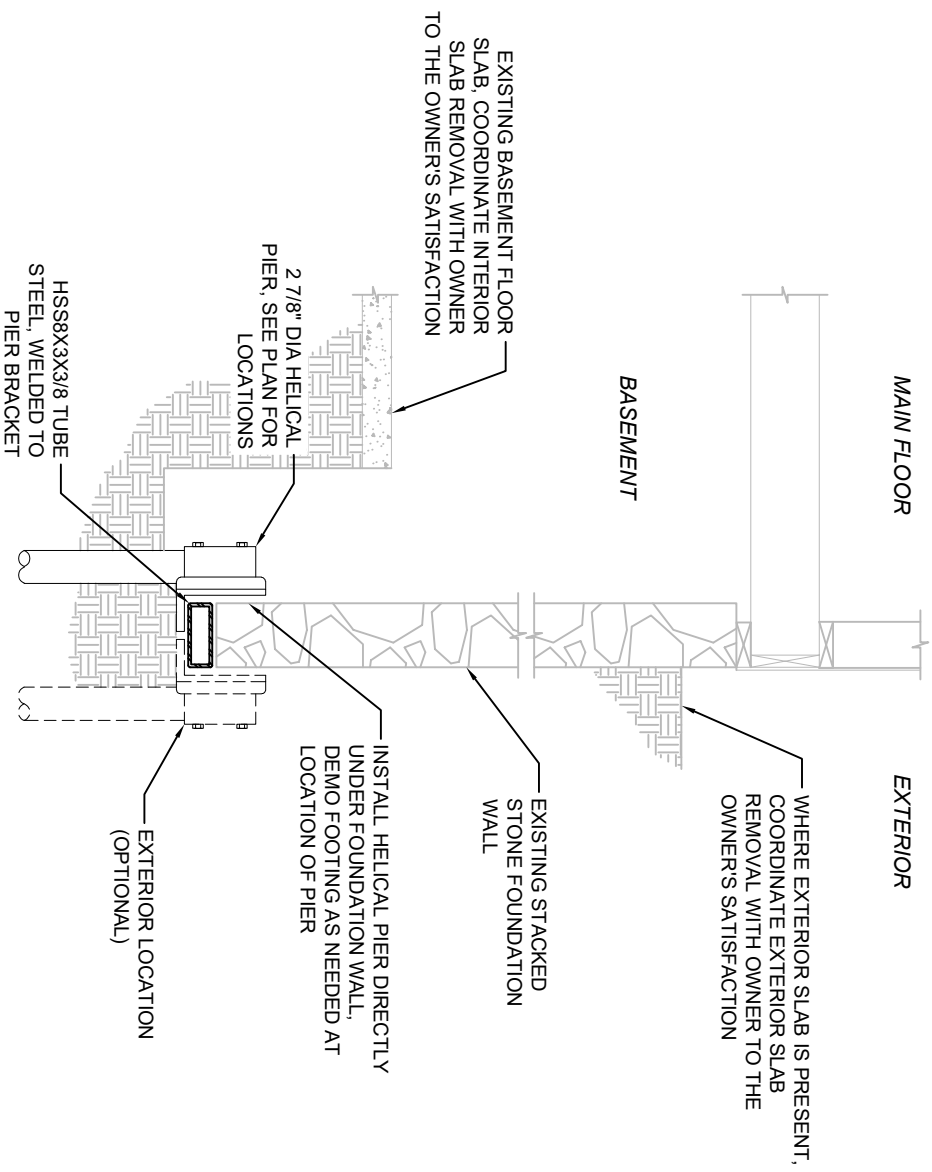 MAIN FLOOR
EXTERIOR
BASEMENT
WHERE EXTERIOR SLAB IS PRESENT,
COORDINATE EXTERIOR SLAB
REMOVAL WITH OWNER TO THE
OWNER'S SATISFACTION
EXISTING BASEMENT FLOOR
SLAB, COORDINATE INTERIOR
SLAB REMOVAL WITH OWNER
TO THE OWNER'S SATISFACTION
EXISTING STACKED
STONE FOUNDATION
WALL
INSTALL HELICAL PIER DIRECTLY
UNDER FOUNDATION WALL,
DEMO FOOTING AS NEEDED AT
LOCATION OF PIER
2 7/8" DIA HELICAL
PIER, SEE PLAN FOR
LOCATIONS
EXTERIOR LOCATION
(OPTIONAL)
HSS8X3X3/8 TUBE
STEEL, WELDED TO
PIER BRACKET